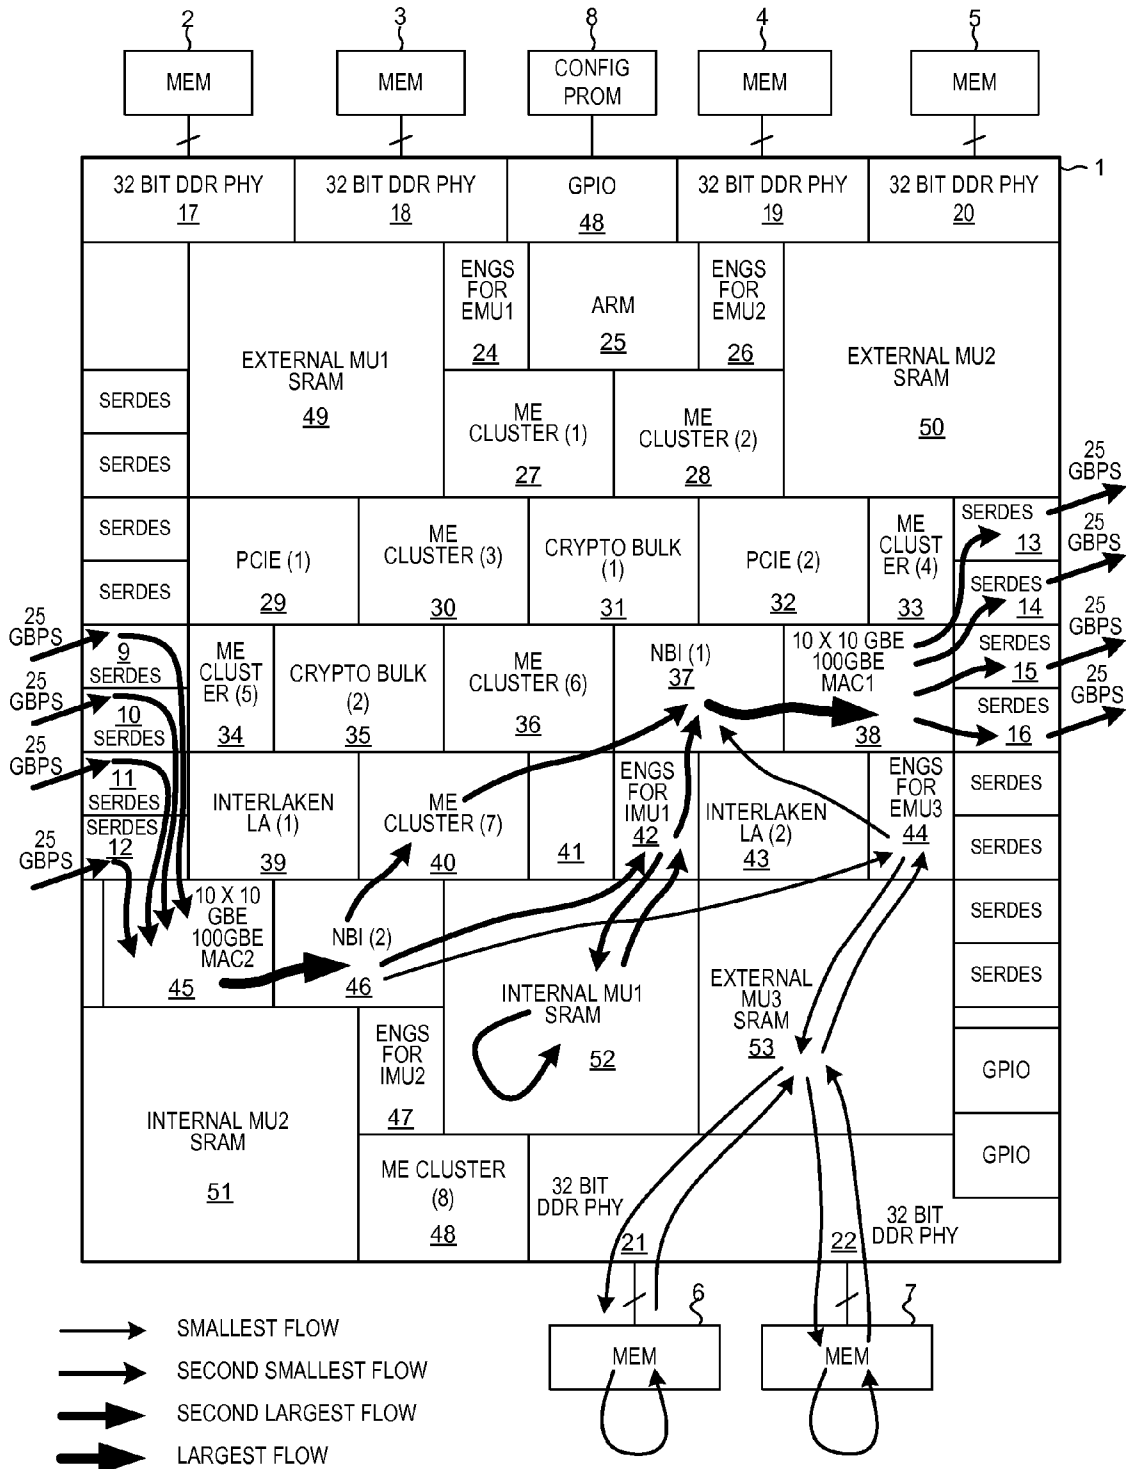 2
3
8
4
5
MEM
MEM
CONFIG
PROM
MEM
MEM
1
32 BIT DDR PHY
17
32 BIT DDR PHY
18
GPIO
48
32 BIT DDR PHY
19
32 BIT DDR PHY
20
EXTERNAL MU1
SRAM
49
ENGS
FOR
EMU1
24
ARM
25
ENGS
FOR
EMU2
26
EXTERNAL MU2
SRAM
50
SERDES
SERDES
ME
CLUSTER (1)
27
ME
CLUSTER (2)
28
SERDES
SERDES
PCIE (1)
29
ME
CLUSTER (3)
30
CRYPTO BULK
(1)
31
PCIE (2)
32
ME
CLUST
ER (4)
33
SERDES
13
25
GBPS
SERDES
14
25
GBPS
25
GBPS
9
SERDES
25
GBPS
10
SERDES
ME
CLUST
ER (5)
34
CRYPTO BULK
(2)
35
ME
CLUSTER (6)
36
NBI (1)
37
10 X 10 GBE
100GBE
MAC1
38
SERDES
15
25
GBPS
SERDES
16
25
GBPS
25
GBPS
11
SERDES
25
GBPS
SERDES
12
INTERLAKEN
LA (1)
39
ME
CLUSTER (7)
40
41
ENGS
FOR
IMU1
42
INTERLAKEN
LA (2)
43
ENGS
FOR
EMU3
44
SERDES
SERDES
10 X 10
GBE
100GBE
MAC2
45
NBI (2)
46
INTERNAL MU1
SRAM
52
EXTERNAL
MU3
SRAM
53
SERDES
SERDES
INTERNAL MU2
SRAM
51
ENGS
FOR
IMU2
47
GPIO
GPIO
ME CLUSTER
(8)
48
32 BIT
DDR PHY
21
22
32 BIT
DDR PHY
6
7
MEM
MEM
SMALLEST FLOW
SECOND SMALLEST FLOW
SECOND LARGEST FLOW
LARGEST FLOW